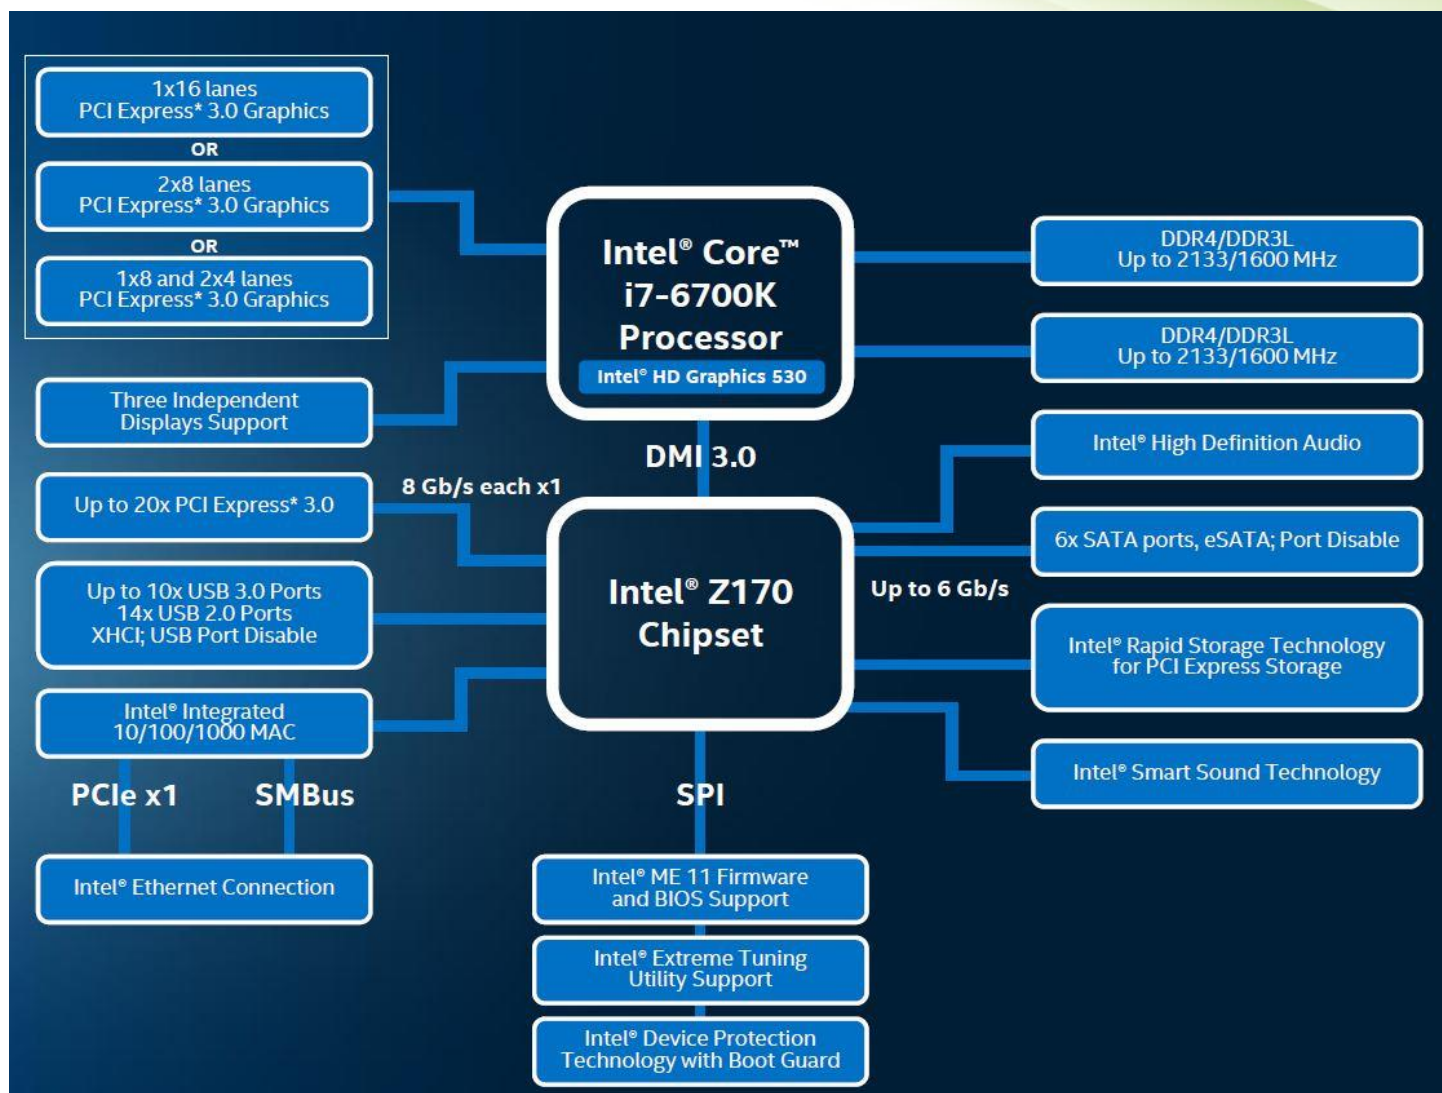 1x16 lanes
PCI Express* 3.0 Graphics
OR
2x8 lanes
PCI Express* 3.0 Graphics
OR
1x8 and 2x4 lanes
PCI Express* 3.0 Graphics
Three Independent
Displays Support
Up to 20x PCI Express* 3.0
8 Gb/s each x1
Up to 10x USB 3.0 Ports
14x USB 2.0 Ports
XHCI; USB Port Disable
Intel® Integrated
10/100/1000 MAC
PCIe x1
SMBus
Intel® Ethernet Connection
Intel® Core™
i7-6700K
Processor
Intel® HD Graphics 530
DMI 3.0
Intel® Z170
Chipset
SPI
Intel® ME 11 Firmware
and BIOS Support
Intel® Extreme Tuning
Utility Support
Intel® Device Protection
Technology with Boot Guard
DDR4/DDR3L
Up to 2133/1600 MHz
DDR4/DDR3L
Up to 2133/1600 MHz
Intel® High Definition Audio
6x SATA ports, eSATA; Port Disable
Up to 6 Gb/s
Intel® Rapid Storage Technology
for PCI Express Storage
Intel® Smart Sound Technology